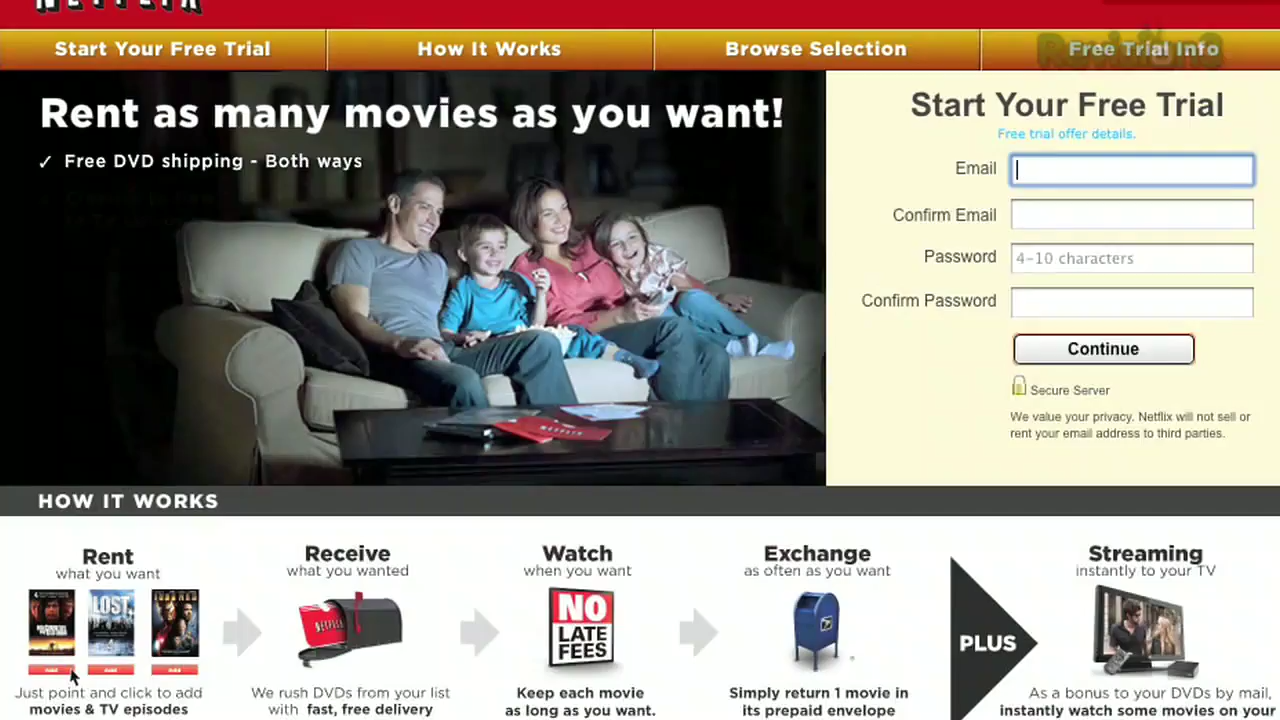 NETFLIX
Start Your Free Trial
How It Works
Browse Selection
Free Trial Info
Rent as many movies as you want!
✓ Free DVD shipping - Both ways
Start Your Free Trial
Free trial offer details.
Email
Confirm Email
Password
4-10 characters
Confirm Password
Continue
Secure Server
We value your privacy. Netflix will not sell or
rent your email address to third parties.
NETFLIX
HOW IT WORKS
Rent
what you want
LOST
Just point and click to add
movies & TV episodes
Receive
what you wanted
NETFLIX
We rush DVDs from your list
with fast, free delivery
Watch
when you want
NO
LATE
FEES
Keep each movie
as long as you want.
Exchange
as often as you want
Simply return 1 movie in
its prepaid envelope
PLUS
Streaming
instantly to your TV
As a bonus to your DVDs by mail,
instantly watch some movies on your